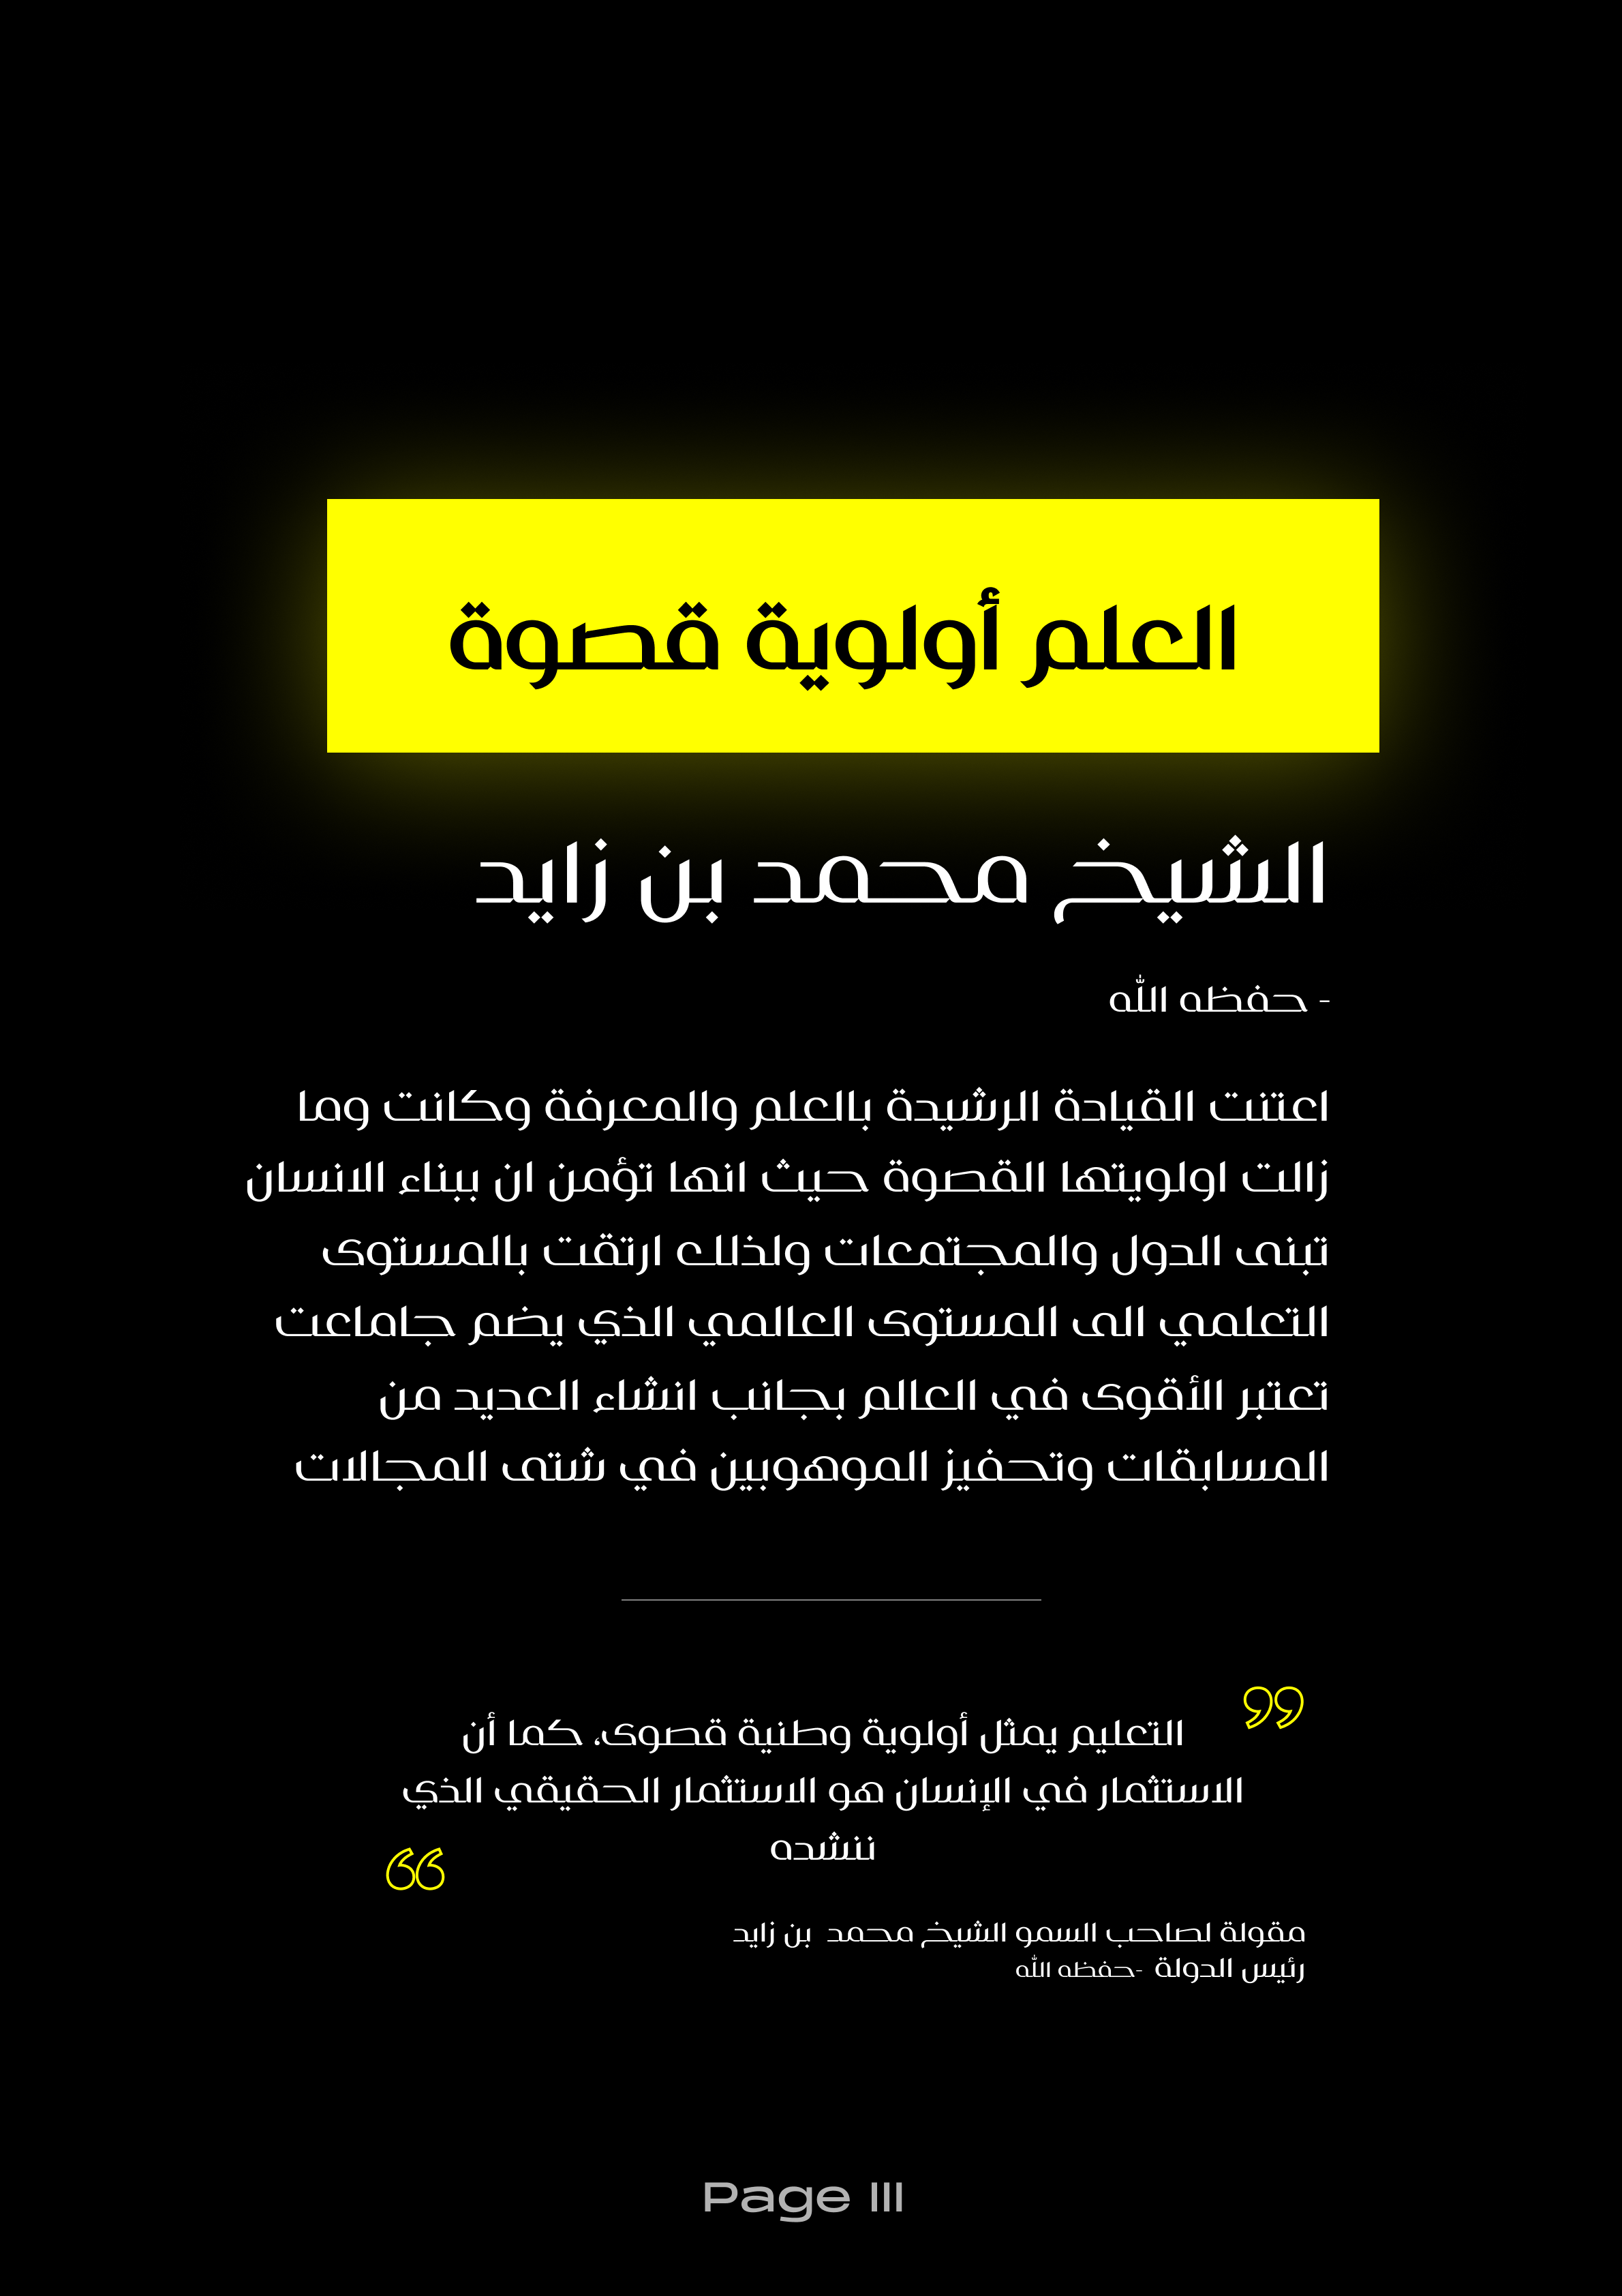 العلم أولوية قصوة
الشيخ محمد بن زايد
- حفظه الله
اعتنت القيادة الرشيدة بالعلم والمعرفة وكانت وما
زالت اولويتها القصوة حيث انها تؤمن ان ببناء الانسان
تبنى الدول والمجتمعات ولذلك ارتقت بالمستوى
التعلمي الى المستوى العالمي الذي يضم جاماعت
تعتبر الأقوى في العالم بجانب انشاء العديد من
المسابقات وتحفيز الموهوبين في شتى المجالات
التعليم يمثل أولوية وطنية قصوى، كما أن
الاستثمار في الإنسان هو الاستثمار الحقيقي الذي
ننشده
مقولة لصاحب السمو الشيخ محمد بن زايد
رئيس الدولة -حفظه الله
Page III